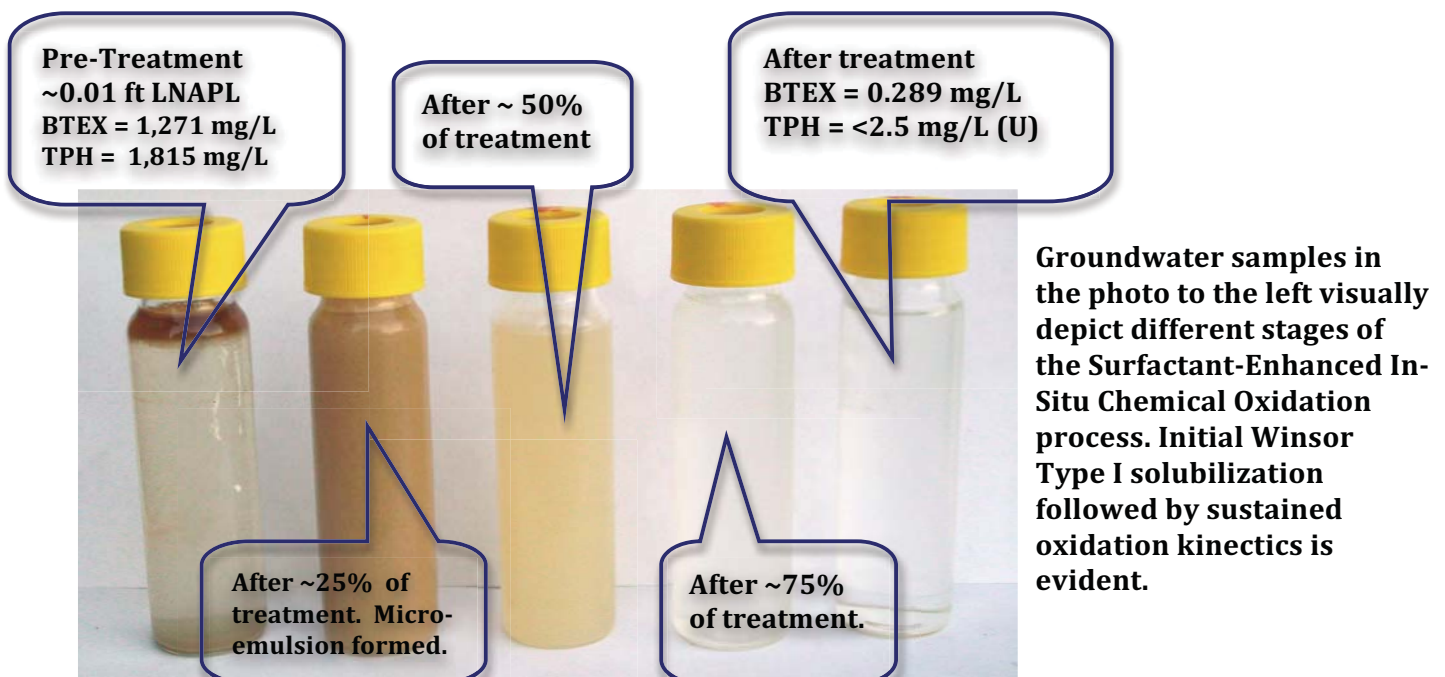 Pre-Treatment
~0.01 ft LNAPL
BTEX = 1,271 mg/L
TPH = 1,815 mg/L
After ~ 50%
of treatment
After treatment
BTEX = 0.289 mg/L
TPH = <2.5 mg/L (U)
After ~25% of
treatment. Micro-
emulsion formed.
After ~75%
of treatment.
Groundwater samples in
the photo to the left visually
depict different stages of
the Surfactant-Enhanced In-
Situ Chemical Oxidation
process. Initial Winsor
Type I solubilization
followed by sustained
oxidation kinectics is
evident.